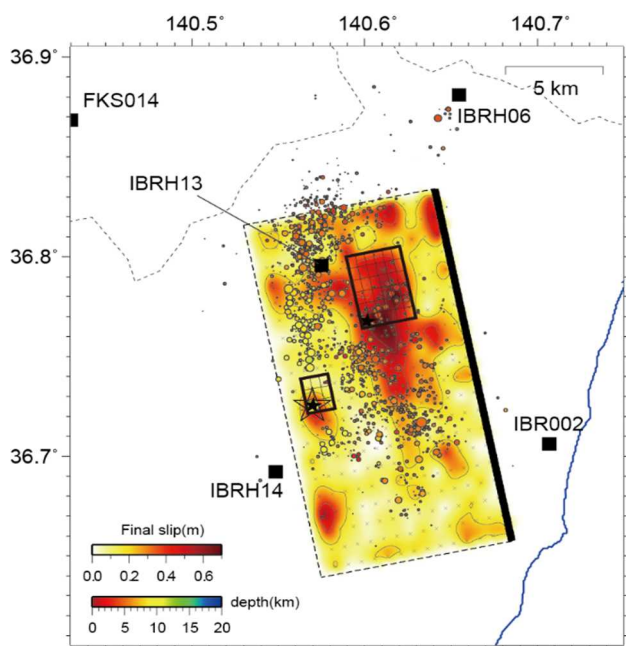 140.5˚ 140.6˚ 140.7˚
36.9˚
5 km
FKS014
IBRH06
IBRH13
36.8˚
IBR002
36.7˚
IBRH14
Final slip(m)
0.0 0.2 0.4 0.6
depth(km)
0 5 10 15 20